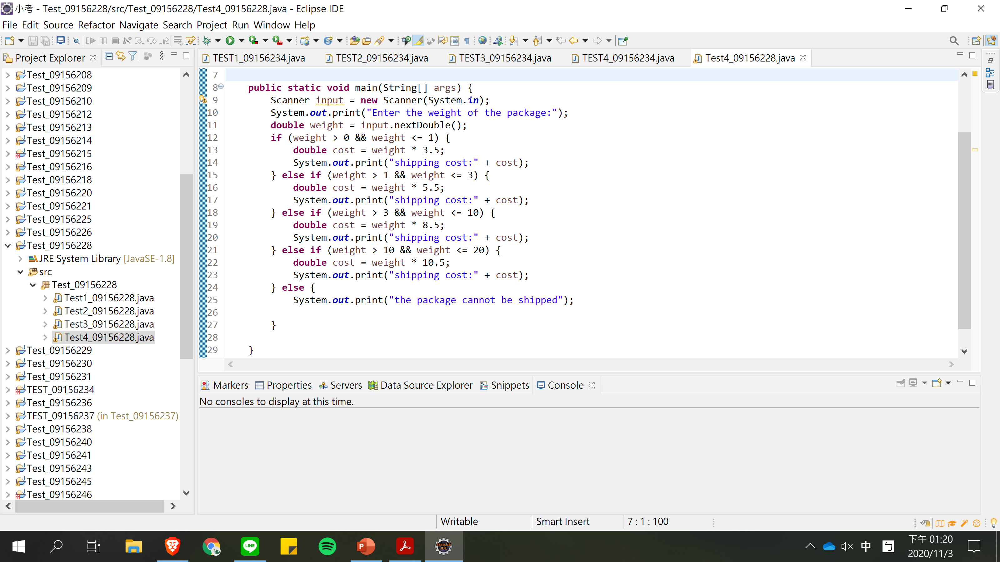 小考 - Test_09156228/src/Test_09156228/Test4_09156228.java - Eclipse IDE
File Edit Source Refactor Navigate Search Project Run Window Help
Project Explorer
TEST1_09156234.java TEST2_09156234.java TEST3_09156234.java TEST4_09156234.java Test4_09156228.java
Test_09156208
Test_09156209
Test_09156210
Test_09156212
Test_09156213
Test_09156214
Test_09156215
Test_09156216
Test_09156218
Test_09156220
Test_09156221
Test_09156225
Test_09156226
Test_09156228
JRE System Library [JavaSE-1.8]
src
Test_09156228
Test1_09156228.java
Test2_09156228.java
Test3_09156228.java
Test4_09156228.java
Test_09156229
Test_09156230
Test_09156231
TEST_09156234
Test_09156236
TEST_09156237 (in Test_09156237)
Test_09156238
Test_09156240
Test_09156241
Test_09156243
Test_09156245
Test_09156246
7
8 public static void main(String[] args) {
9 Scanner input = new Scanner(System.in);
10 System.out.print("Enter the weight of the package:");
11 double weight = input.nextDouble();
12 if (weight > 0 && weight <= 1) {
13 double cost = weight * 3.5;
14 System.out.print("shipping cost:" + cost);
15 } else if (weight > 1 && weight <= 3) {
16 double cost = weight * 5.5;
17 System.out.print("shipping cost:" + cost);
18 } else if (weight > 3 && weight <= 10) {
19 double cost = weight * 8.5;
20 System.out.print("shipping cost:" + cost);
21 } else if (weight > 10 && weight <= 20) {
22 double cost = weight * 10.5;
23 System.out.print("shipping cost:" + cost);
24 } else {
25 System.out.print("the package cannot be shipped");
26
27 }
28
29 }
Markers Properties Servers Data Source Explorer Snippets Console
No consoles to display at this time.
Writable Smart Insert 7 : 1 : 100
LINE
P
Java EE
IDE
中 ㄅ
下午 01:20
2020/11/3